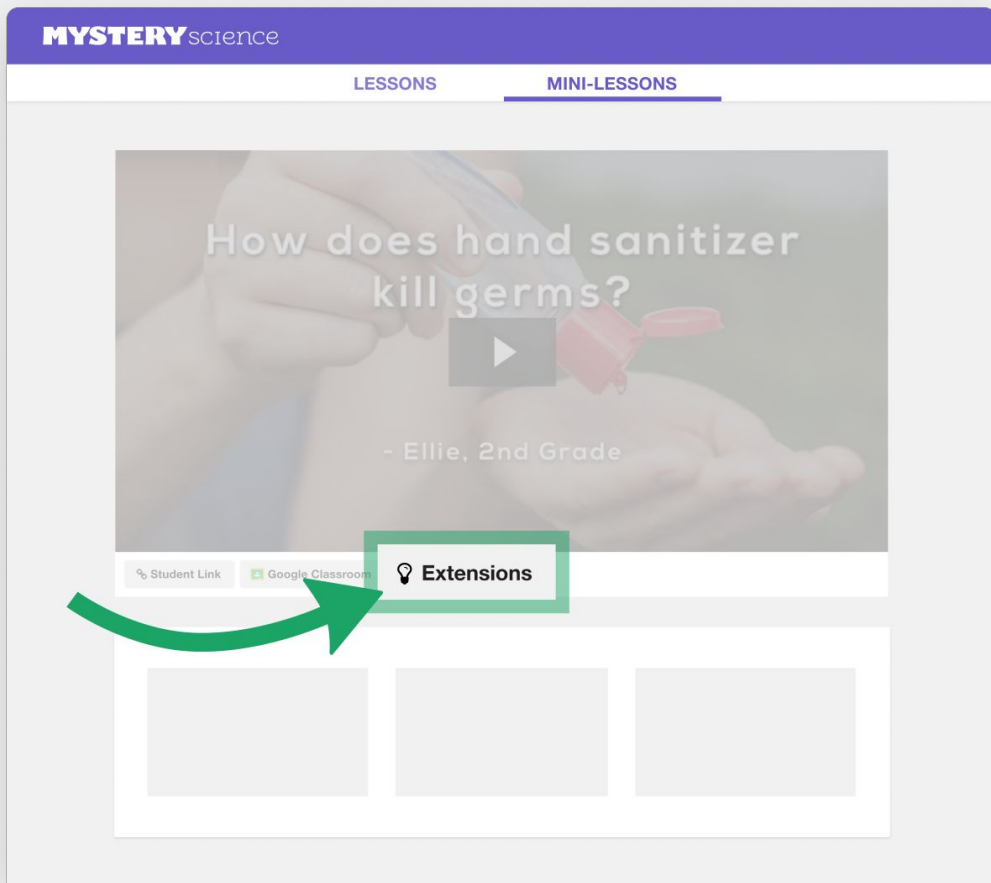 MYSTERYscience
LESSONS MINI-LESSONS
How does hand sanitizer
kill germs?
- Ellie, 2nd Grade
Student Link Google Classroom Extensions